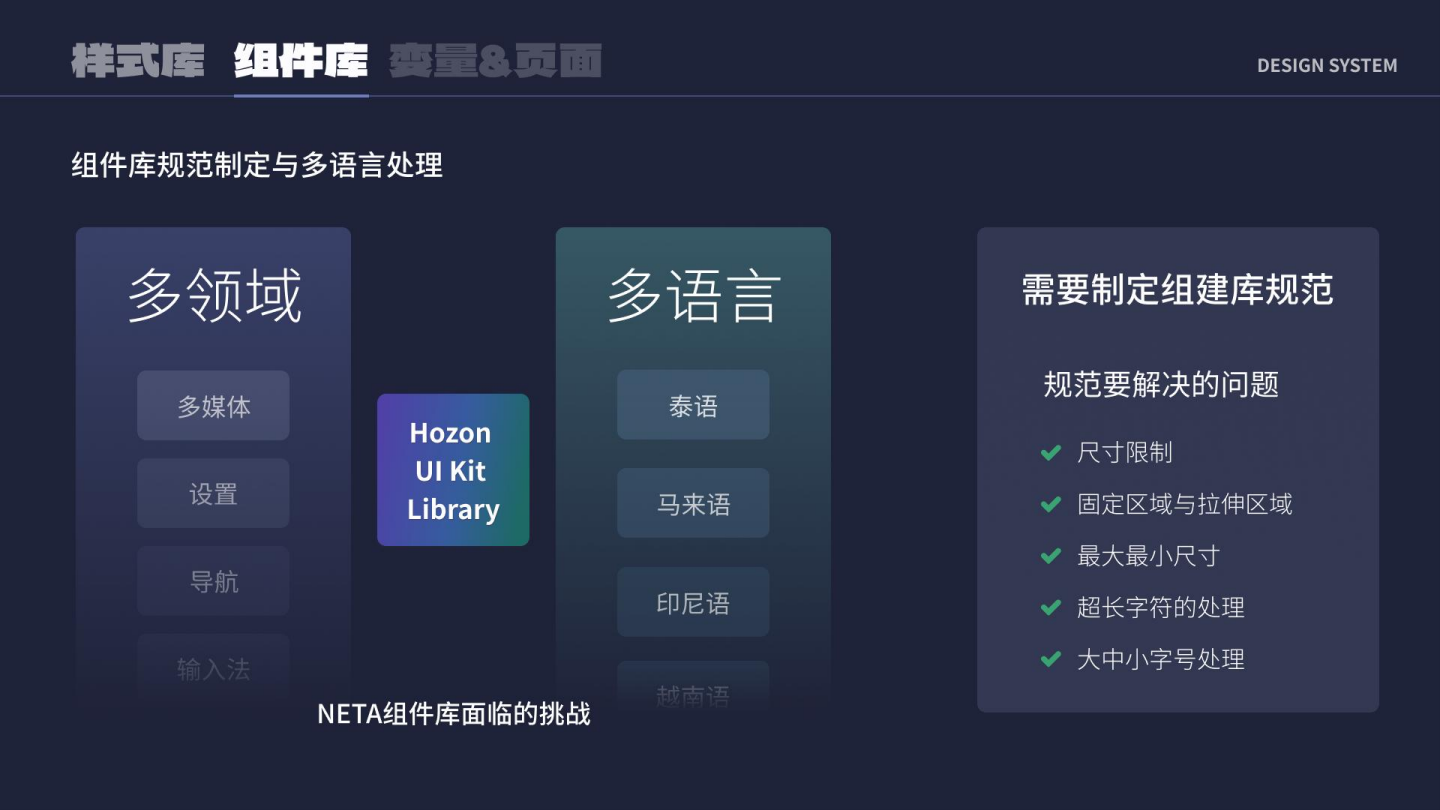 样式库 组件库 变量&页面
DESIGN SYSTEM
组件库规范制定与多语言处理
多领域
多媒体
设置
导航
输入法
Hozon
UI Kit
Library
多语言
泰语
马来语
印尼语
越南语
NETA组件库面临的挑战
需要制定组建库规范
规范要解决的问题
尺寸限制
固定区域与拉伸区域
最大最小尺寸
超长字符的处理
大中小字号处理